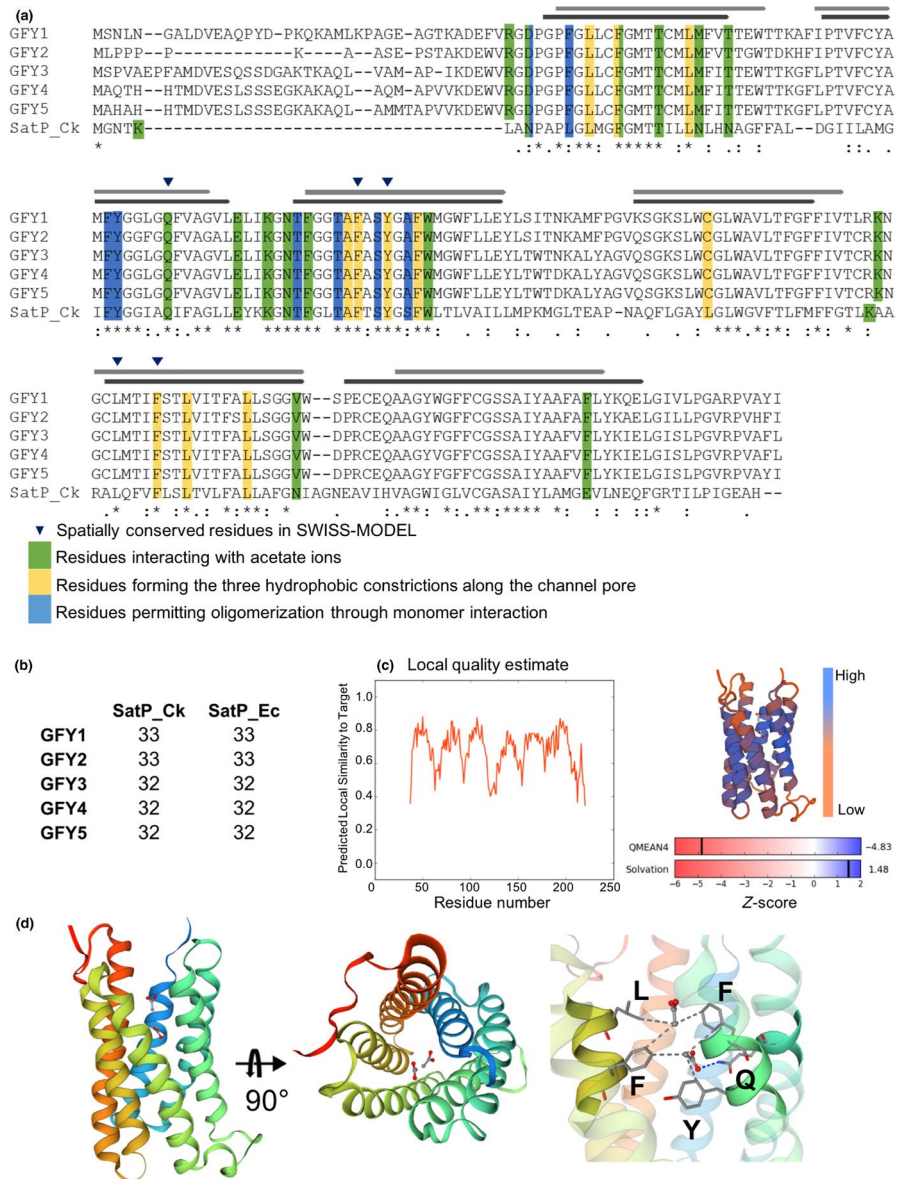 (a)
GFY1 MSNLN--GALDVEAQPYD-PKQKAMLKPAGE-AGTKADEFVRGDPGPFGLLCFGMTTCMLMFVTTEWTTKAFIPTVFCYA
GFY2 MLPPP--P----------------K----A--ASE-PSTKADEWVRGDPGPFGLLCFGMTTCMLMFVTTEWTDKHFIPTVFCYA
GFY3 MSPVAEPFAMDVESQSSDGAKTKAQL--VAM-AP-IKDEWVRGDPGPFGLLCFGMTTCMLMFITTEWTTKGFLPTVFCYA
GFY4 MAQTH--HTMDVESLSSSEGKAKAQL--AQM-APVVKDEWVRGDPGPFGLLCFGMTTCMLMFITTEWTTKGFLPTVFCYA
GFY5 MAHAH--HTMDVESLSSSEGKAKAQL--AMMTAPVVKDEWVRGDPGPFGLLCFGMTTCMLMFITTEWTTKGFLPTVFCYA
SatP_Ck MGNTK------------------------------------LANPAPLGLMGFGMTTILLNLHNAGFFAL--DGIILAMG
GFY1 MFYGGLGQFVAGVLELIKGNTFGGTAFASYGAFWMGWFLLEYLSITNKAMFPGVKSGKSLWCGLWAVLTFGFFIVTLRKN
GFY2 MFYGGFGQFVAGALELIKGNTFGGTAFASYGAFWMGWFLLEYLSITNKAMFPGVQSGKSLWCGLWAVLTFGFFIVTCRKN
GFY3 MFYGGLGQFVAGVLELIKGNTFGGTAFASYGAFWMGWFLLEYLTWTNKALYAGVQSGKSLWCGLWAVLTFGFFIVTCRKN
GFY4 MFYGGLGQFVAGVLELIKGNTFGGTAFASYGAFWMGWFLLEYLTWTDKALYAGVQSGKSLWCGLWAVLTFGFFIVTCRKN
GFY5 MFYGGLGQFVAGVLELIKGNTFGGTAFASYGAFWMGWFLLEYLTWTDKALYAGVQSGKSLWCGLWAVLTFGFFIVTCRKN
SatP_Ck IFYGGIAQIFAGLLEYKKGNTFGLTAFTSYGSFWLTLVAILLMPKMGLTEAP-NAQFLGAYLGLWGVFTLFMFFGTLKAA
GFY1 GCLMTIFSTLVITFALLSGGVW--SPECEQAAGYWGFFCGSSAIYAAFAFLYKQELGIVLPGARPVAYI
GFY2 GCLMTIFSTLVITFALLSGGVW--DPRCEQAAGYWGFFCGSSAIYAAFAFLYKIELGISLPGVRPVHFI
GFY3 GCLMTIFSTLVITFALLSGGVW--DPRCEQAAGYFGFFCGSSAIYAAFVFLYKIELGISLPGVRPVAFL
GFY4 GCLMTIFSTLVITFALLSGGVW--DPRCEQAAGYVGFFCGSSAIYAAFVFLYKIELGILLPGVRPVAFL
GFY5 GCLMTIFSTLVITFALLSGGVW--DPRCEQAAGYFGFFCGSSAIYAAFVFLYKIELGISLPGVRPVAYI
SatP_Ck RALQFVFLSLTVLFALLAFGNIAGNEAVIHVAGWIGLVCGASAIYLAMGEVLNEQFGRTILPIGEAH--
Spatially conserved residues in SWISS-MODEL
Residues interacting with acetate ions
Residues forming the three hydrophobic constrictions along the channel pore
Residues permitting oligomerization through monomer interaction
(b)
SatP_Ck SatP_Ec
GFY1 33 33
GFY2 33 33
GFY3 32 32
GFY4 32 32
GFY5 32 32
(c) Local quality estimate
Predicted Local Similarity to Target
1.0
0.8
0.6
0.4
0.2
0.0
0 50 100 150 200 250
Residue number
High
Low
QMEAN4 -4.83
Solvation 1.48
-6 -5 -4 -3 -2 -1 0 1 2
Z-score
(d)
90°
L F
F Q
Y